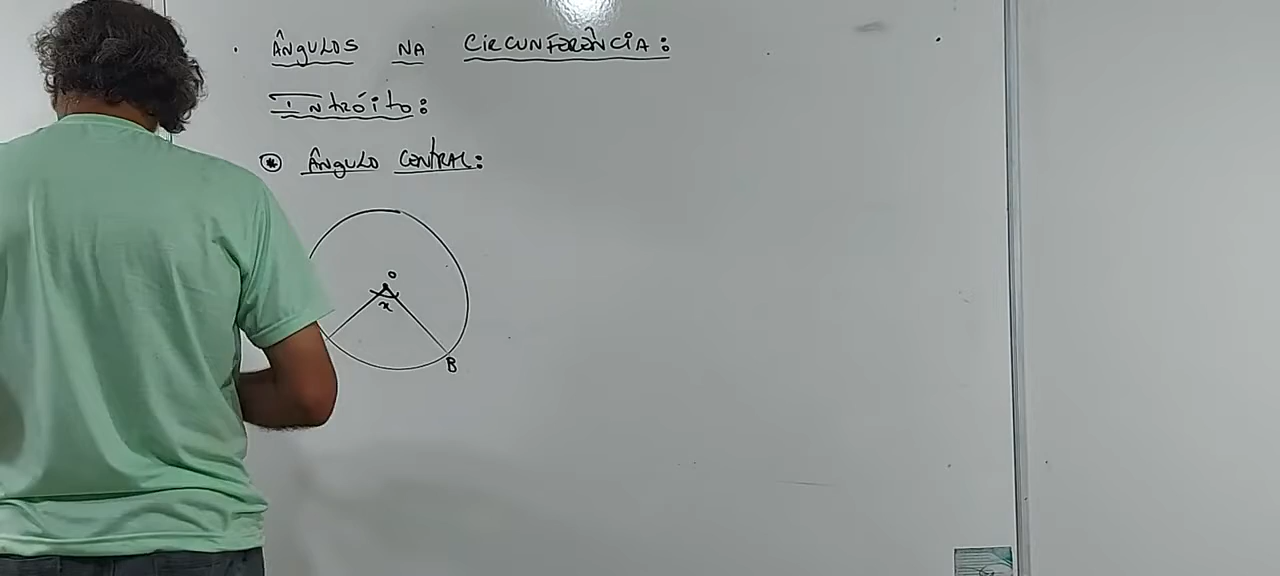 • ÂNGULOS NA CIRCUNFERÊNCIA:
INTRÓITO:
* ÂNGULO CENTRAL:
O
x
B